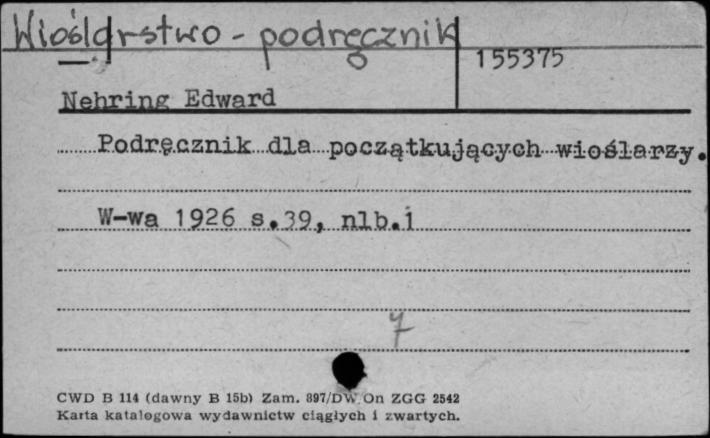 Wioślarstwo - podręcznik
155375
Nehring Edward
Podręcznik dla początkujących wioślarzy.
W-wa 1926 s.39, nlb.1
7
CWD B 114 (dawny B 15b) Zam. 897/DW On ZGG 2542
Karta katalogowa wydawnictw ciągłych i zwartych.